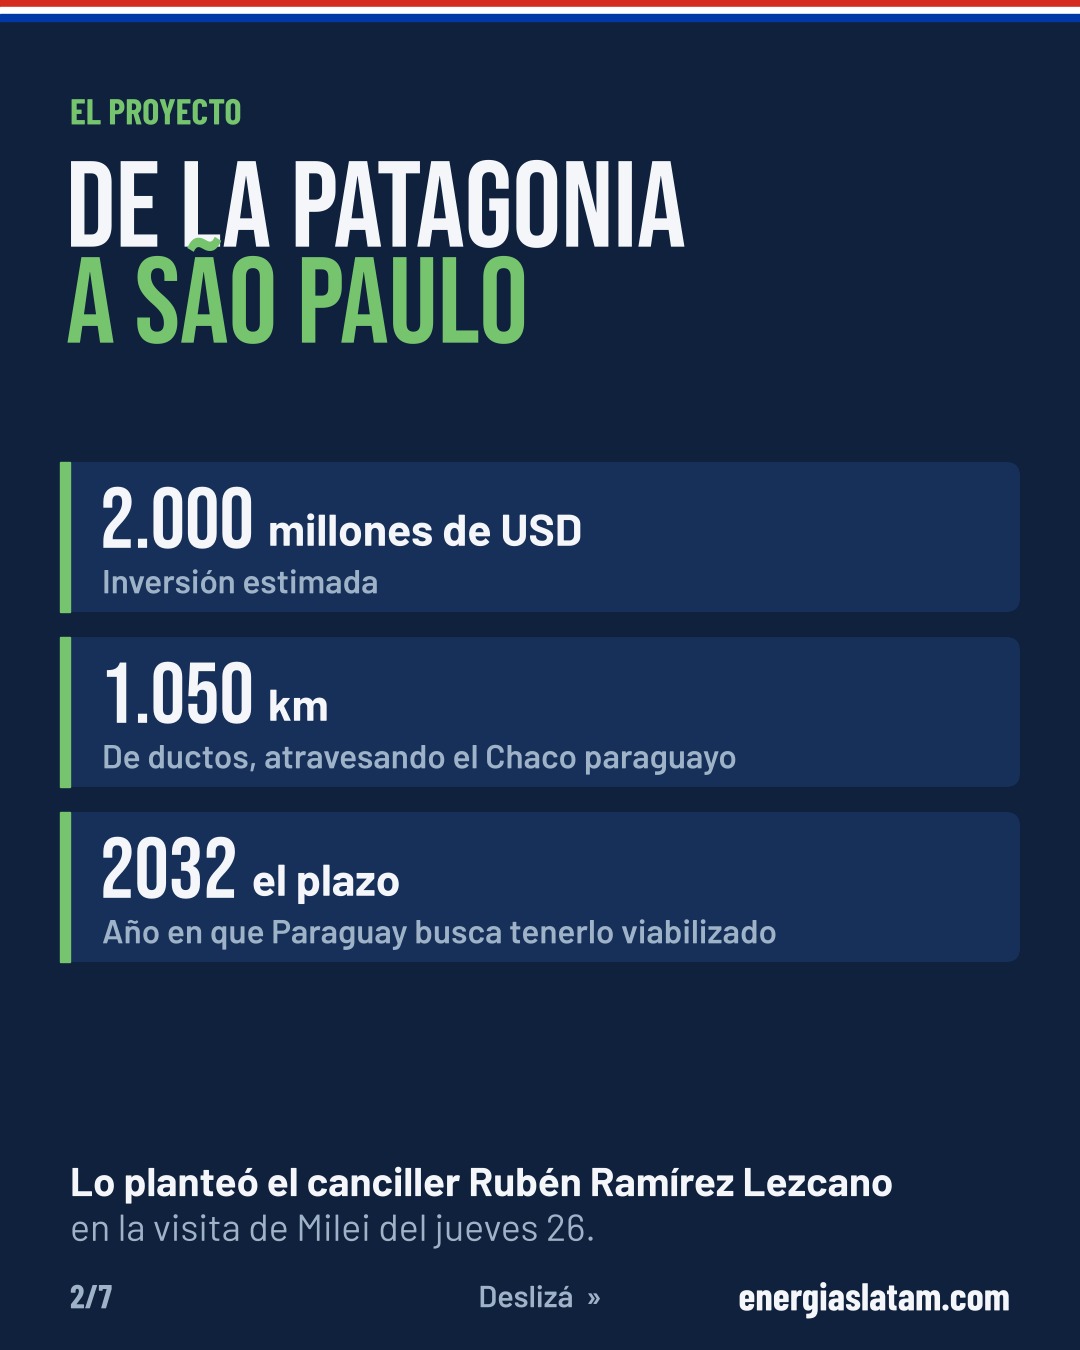 EL PROYECTO
DE LA PATAGONIA
A SÃO PAULO
2.000 millones de USD
Inversión estimada
1.050 km
De ductos, atravesando el Chaco paraguayo
2032 el plazo
Año en que Paraguay busca tenerlo viabilizado
Lo planteó el canciller Rubén Ramírez Lezcano
en la visita de Milei del jueves 26.
2/7
Deslizá »
energiaslatam.com